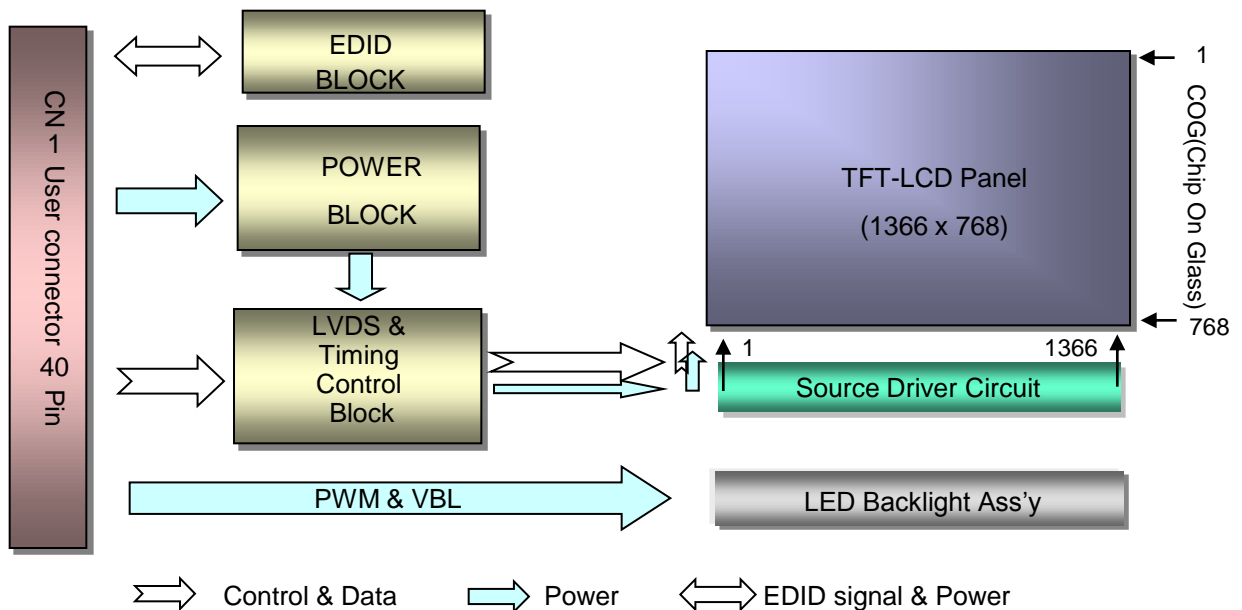 CN 1 User connector 40 Pin
EDID
BLOCK
POWER
BLOCK
LVDS &
Timing
Control
Block
PWM & VBL
TFT-LCD Panel
(1366 x 768)
1
COG(Chip On Glass)
768
1
1366
Source Driver Circuit
LED Backlight Ass’y
Control & Data
Power
EDID signal & Power